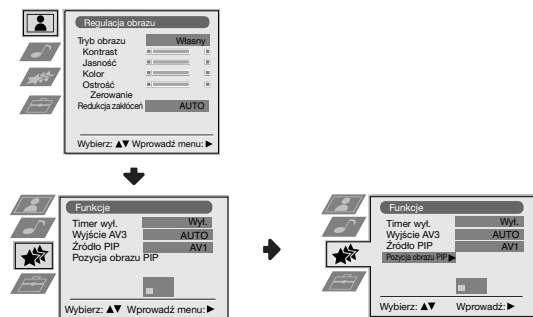 Regulacja obrazu
Tryb obrazu Własny
Kontrast
Jasność
Kolor
Ostrość
Zerowanie
Redukcja zakłóceń AUTO
Wybierz: ▲▼ Wprowadź menu: ►
Funkcje
Timer wył. Wył.
Wyjście AV3 AUTO
Źródło PIP AV1
Pozycja obrazu PIP
Wybierz: ▲▼ Wprowadź menu: ►
Funkcje
Timer wył. Wył.
Wyjście AV3 AUTO
Źródło PIP AV1
Pozycja obrazu PIP ►
Wybierz: ▲▼ Wprowadź: ►